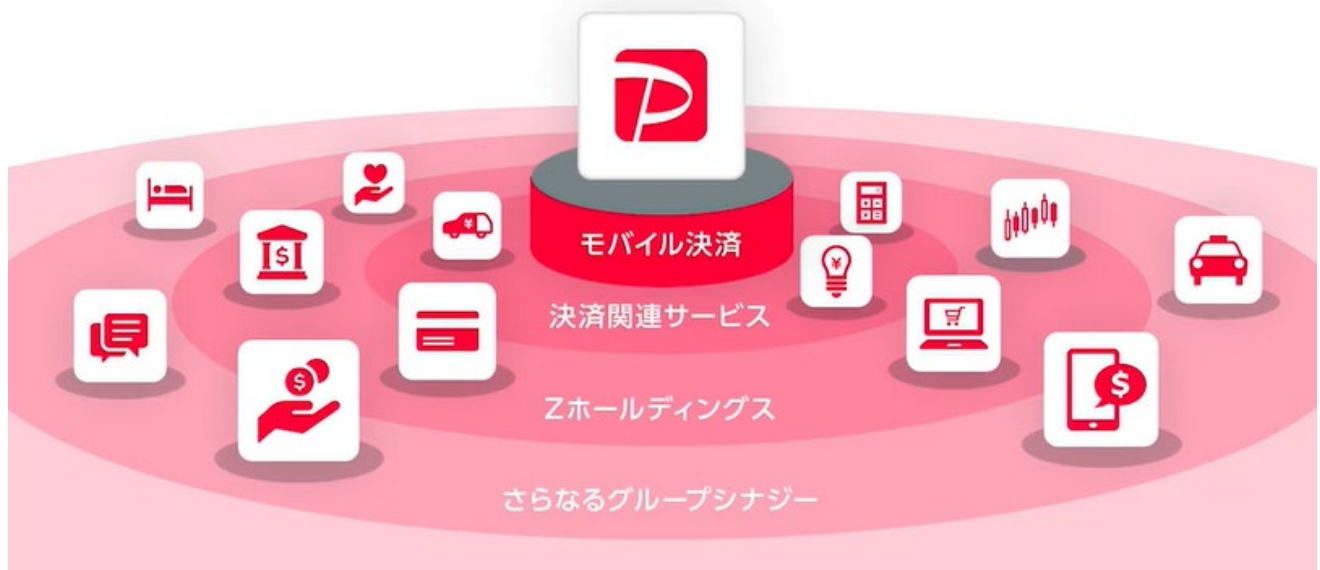 モバイル決済
決済関連サービス
Zホールディングス
さらなるグループシナジー